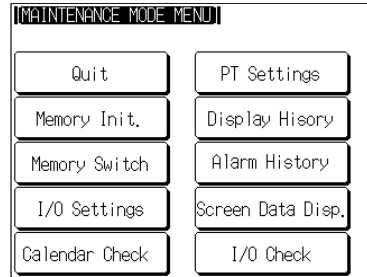 [MAINTENANCE MODE MENU]
Quit
PT Settings
Memory Init.
Display Hisory
Memory Switch
Alarm History
I/O Settings
Screen Data Disp.
Calendar Check
I/O Check